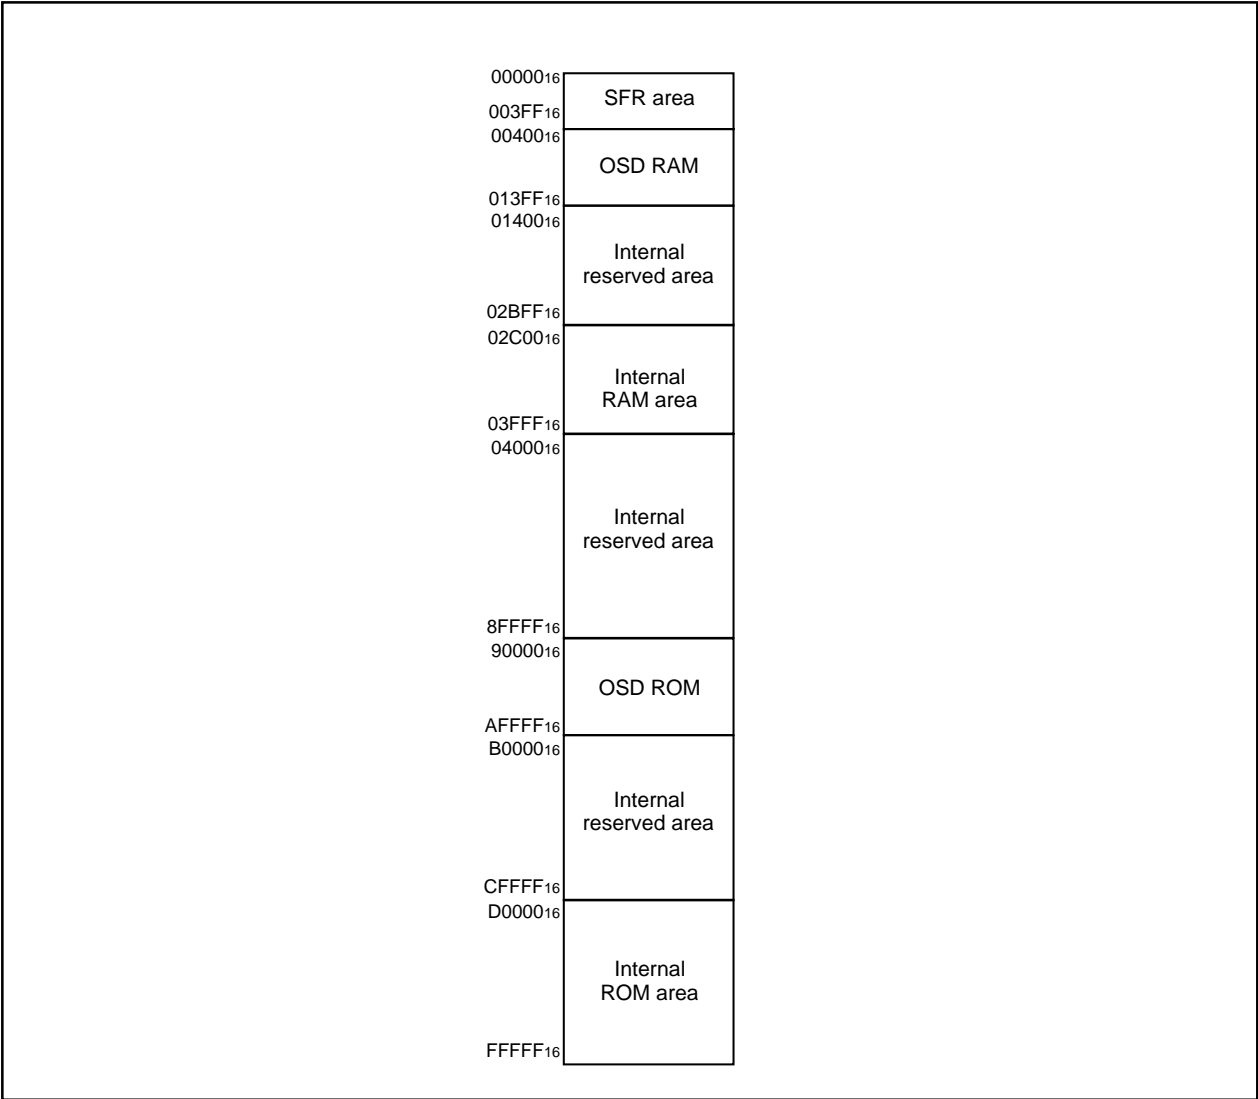 00000₁₆
SFR area
003FF₁₆
00400₁₆
OSD RAM
013FF₁₆
01400₁₆
Internal
reserved area
02BFF₁₆
02C00₁₆
Internal
RAM area
03FFF₁₆
04000₁₆
Internal
reserved area
8FFFF₁₆
90000₁₆
OSD ROM
AFFFF₁₆
B0000₁₆
Internal
reserved area
CFFFF₁₆
D0000₁₆
Internal
ROM area
FFFFF₁₆